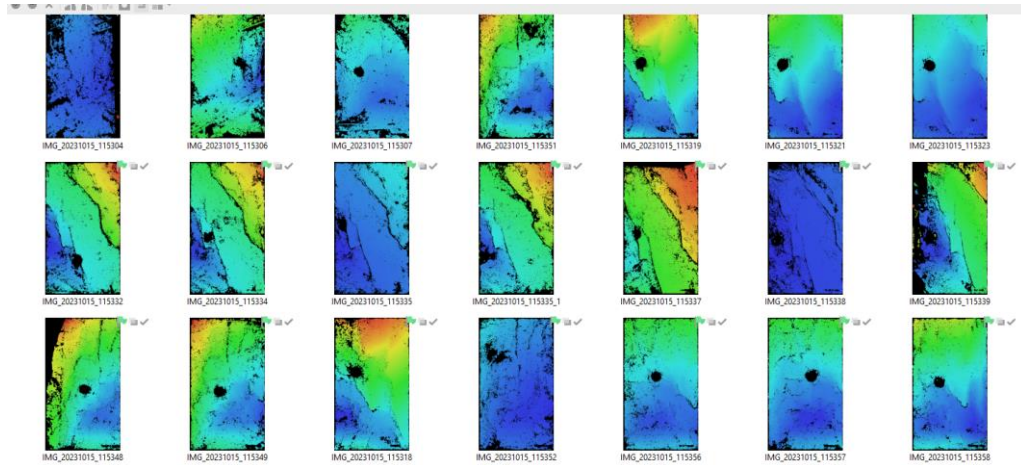 IMG_20231015_115304
IMG_20231015_115306
IMG_20231015_115307
IMG_20231015_115351
IMG_20231015_115319
IMG_20231015_115321
IMG_20231015_115323
IMG_20231015_115332
IMG_20231015_115334
IMG_20231015_115335
IMG_20231015_115335_1
IMG_20231015_115337
IMG_20231015_115338
IMG_20231015_115339
IMG_20231015_115348
IMG_20231015_115349
IMG_20231015_115318
IMG_20231015_115352
IMG_20231015_115356
IMG_20231015_115357
IMG_20231015_115358